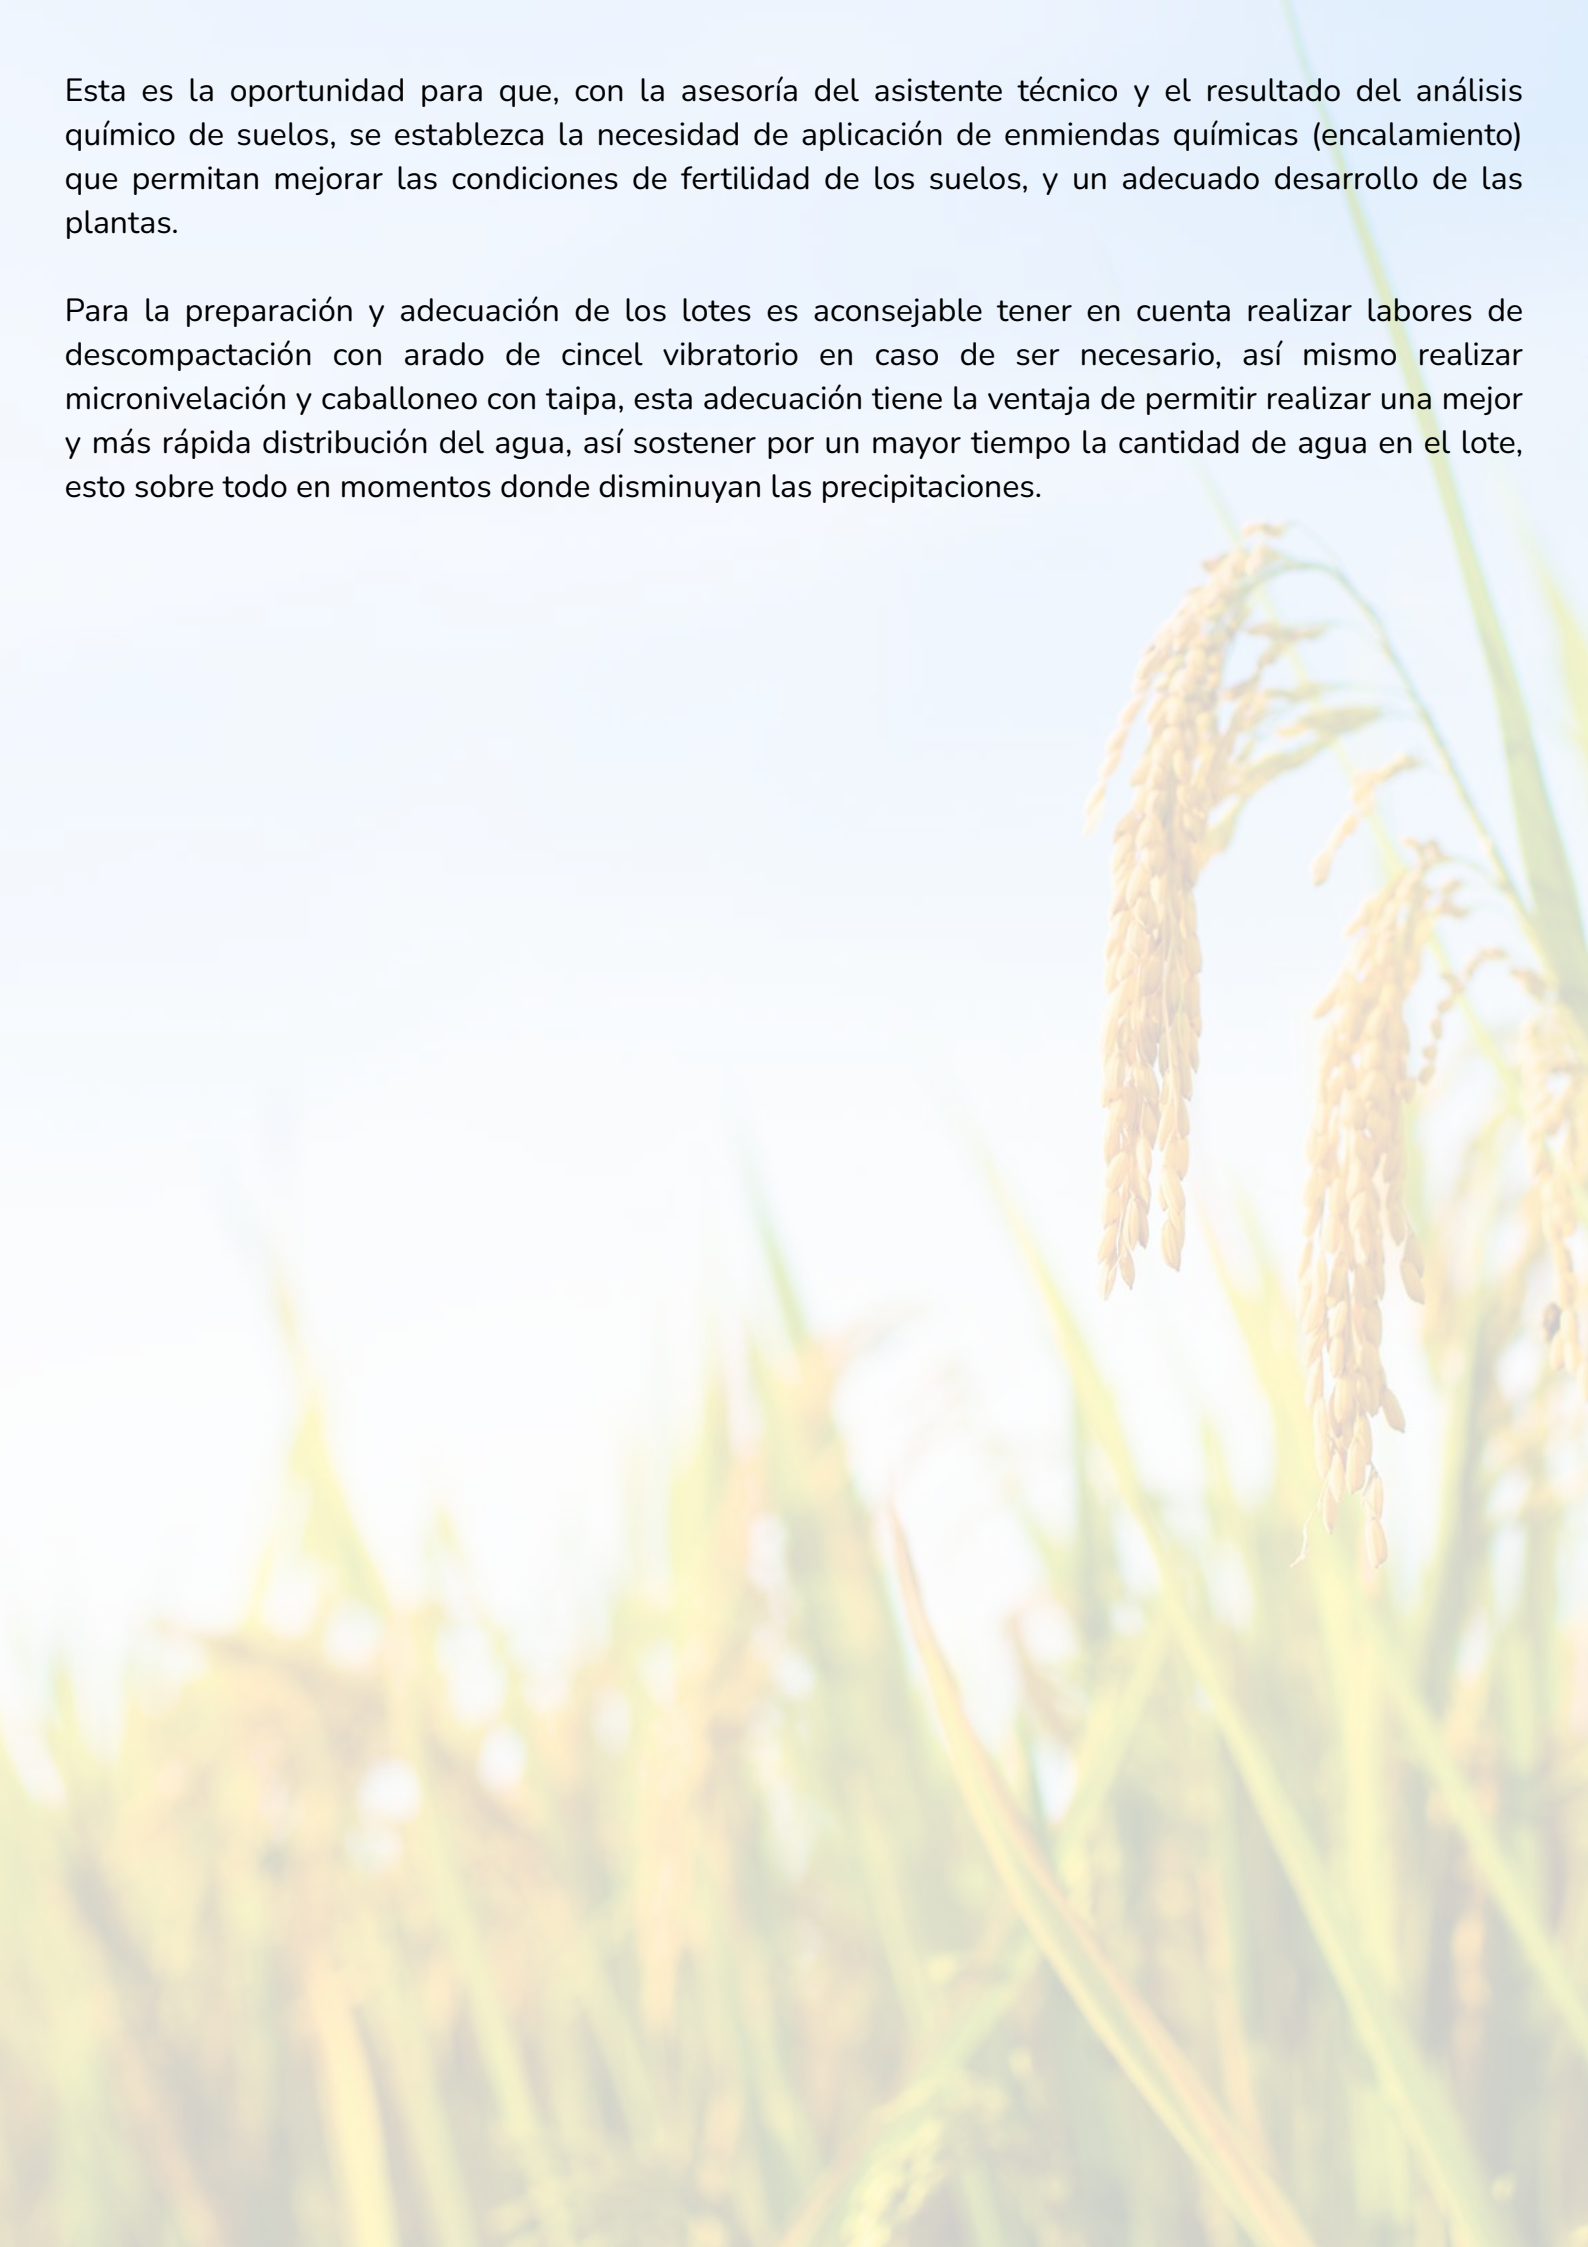 Esta es la oportunidad para que, con la asesoría del asistente técnico y el resultado del análisis
químico de suelos, se establezca la necesidad de aplicación de enmiendas químicas (encalamiento)
que permitan mejorar las condiciones de fertilidad de los suelos, y un adecuado desarrollo de las
plantas.
Para la preparación y adecuación de los lotes es aconsejable tener en cuenta realizar labores de
descompactación con arado de cincel vibratorio en caso de ser necesario, así mismo realizar
micronivelación y caballoneo con taipa, esta adecuación tiene la ventaja de permitir realizar una mejor
y más rápida distribución del agua, así sostener por un mayor tiempo la cantidad de agua en el lote,
esto sobre todo en momentos donde disminuyan las precipitaciones.